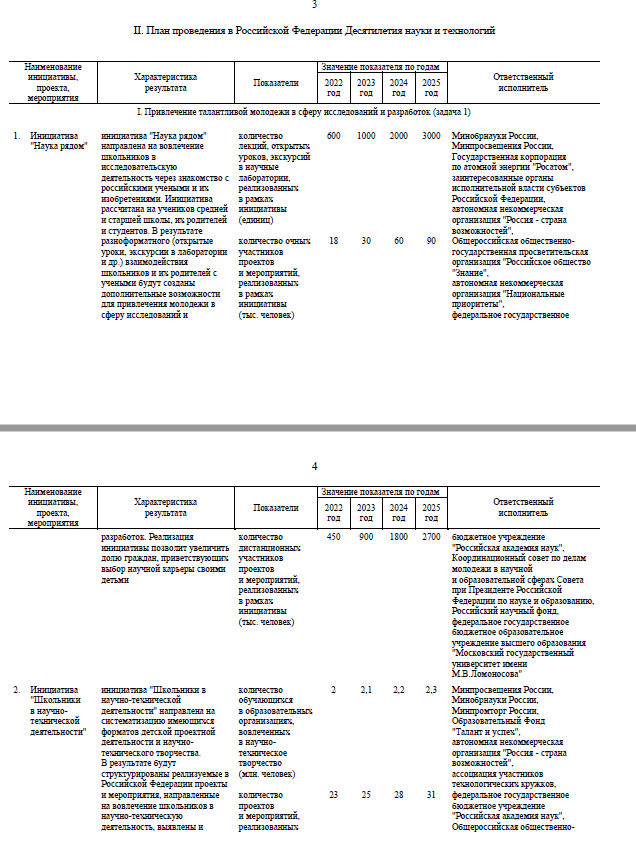 3
II. План проведения в Российской Федерации Десятилетия науки и технологий
Наименование
инициативы,
проекта,
мероприятия
Характеристика
результата
Показатели
Значение показателя по годам
2022
год
2023
год
2024
год
2025
год
Ответственный
исполнитель
I. Привлечение талантливой молодежи в сферу исследований и разработок (задача 1)
1. Инициатива
"Наука рядом"
инициатива "Наука рядом"
направлена на вовлечение
школьников в
исследовательскую
деятельность через знакомство с
российскими учеными и их
изобретениями. Инициатива
рассчитана на учеников средней
и старшей школы, их родителей
и студентов. В результате
разноформатного (открытые
уроки, экскурсии в лаборатории
и др.) взаимодействия
школьников и их родителей с
учеными будут созданы
дополнительные возможности
для привлечения молодежи в
сферу исследований и
количество
лекций, открытых
уроков, экскурсий
в научные
лаборатории,
реализованных
в рамках
инициативы
(единиц)
600 1000 2000 3000
количество очных
участников
проектов
и мероприятий,
реализованных
в рамках
инициативы
(тыс. человек)
18 30 60 90
Минобрнауки России,
Минпросвещения России,
Государственная корпорация
по атомной энергии "Росатом",
заинтересованные органы
исполнительной власти субъектов
Российской Федерации,
автономная некоммерческая
организация "Россия - страна
возможностей",
Общероссийская общественно-
государственная просветительская
организация "Российское общество
"Знание",
автономная некоммерческая
организация "Национальные
приоритеты",
федеральное государственное
4
Наименование
инициативы,
проекта,
мероприятия
Характеристика
результата
Показатели
Значение показателя по годам
2022
год
2023
год
2024
год
2025
год
Ответственный
исполнитель
разработок. Реализация
инициативы позволит увеличить
долю граждан, приветствующих
выбор научной карьеры своими
детьми
количество
дистанционных
участников
проектов
и мероприятий,
реализованных
в рамках
инициативы
(тыс. человек)
450 900 1800 2700
бюджетное учреждение
"Российская академия наук",
Координационный совет по делам
молодежи в научной
и образовательной сферах Совета
при Президенте Российской
Федерации по науке и образованию,
Российский научный фонд,
федеральное государственное
бюджетное образовательное
учреждение высшего образования
"Московский государственный
университет имени
М.В.Ломоносова"
2. Инициатива
"Школьники
в научно-
технической
деятельности"
инициатива "Школьники в
научно-технической
деятельности" направлена на
систематизацию имеющихся
форматов детской проектной
деятельности и научно-
технического творчества.
В результате будут
структурированы реализуемые в
Российской Федерации проекты
и мероприятия, направленные
на вовлечение школьников в
научно-техническую
деятельность, выявлены и
количество
обучающихся
в образовательных
организациях,
вовлеченных
в научно-
техническое
творчество
(млн. человек)
2 2,1 2,2 2,3
количество
проектов
и мероприятий,
реализованных
23 25 28 31
Минпросвещения России,
Минобрнауки России,
Минпромторг России,
Образовательный Фонд
"Талант и успех",
автономная некоммерческая
организация "Россия - страна
возможностей",
ассоциация участников
технологических кружков,
федеральное государственное
бюджетное учреждение
"Российская академия наук",
Общероссийская общественно-